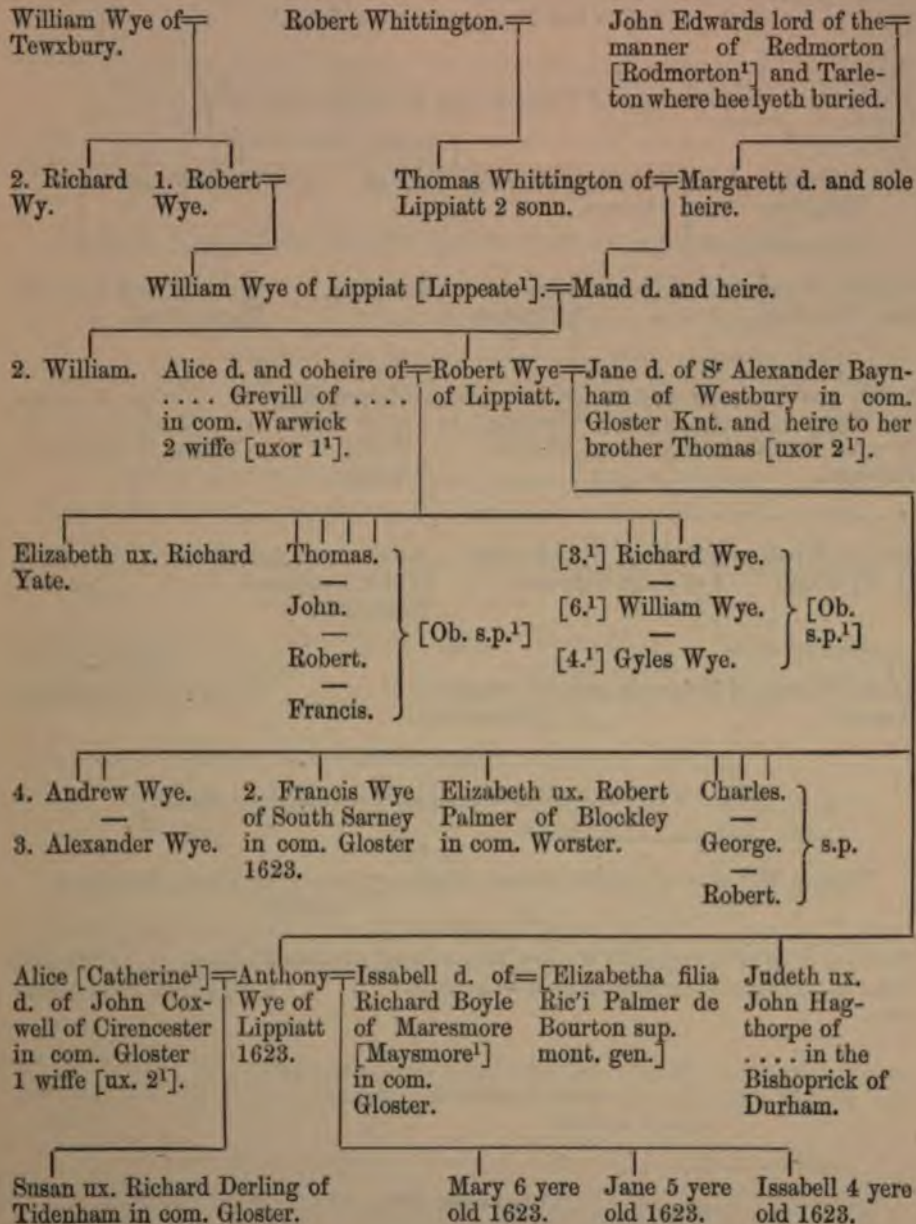 William Wye of
Tewxbury.
Robert Whittington.
John Edwards lord of the
manner of Redmorton
[Rodmorton¹] and Tarle-
ton where hee lyeth buried.
2. Richard
Wy.
1. Robert
Wye.
Thomas Whittington of
Lippiatt 2 sonn.
Margarett d. and sole
heire.
William Wye of Lippiat [Lippeate¹].
Maud d. and heire.
2. William.
Alice d. and coheire of
.... Grevill of ....
in com. Warwick
2 wiffe [uxor 1¹].
Robert Wye
of Lippiatt.
Jane d. of Sʳ Alexander Bayn-
ham of Westbury in com.
Gloster Knt. and heire to her
brother Thomas [uxor 2¹].
Elizabeth ux. Richard
Yate.
Thomas.
—
John.
—
Robert.
—
Francis.
[Ob. s.p.¹]
[3.¹] Richard Wye.
—
[6.¹] William Wye.
—
[4.¹] Gyles Wye.
[Ob.
s.p.¹]
4. Andrew Wye.
—
3. Alexander Wye.
2. Francis Wye
of South Sarney
in com. Gloster
1623.
Elizabeth ux. Robert
Palmer of Blockley
in com. Worster.
Charles.
—
George.
—
Robert.
s.p.
Alice [Catherine¹]
d. of John Cox-
well of Cirencester
in com. Gloster
1 wiffe [ux. 2¹].
Anthony
Wye of
Lippiatt
1623.
Issabell d. of
Richard Boyle
of Maresmore
[Maysmore¹]
in com.
Gloster.
[Elizabetha filia
Ric'i Palmer de
Bourton sup.
mont. gen.]
Judeth ux.
John Hag-
thorpe of
.... in the
Bishoprick of
Durham.
Susan ux. Richard Derling of
Tidenham in com. Gloster.
Mary 6 yere
old 1623.
Jane 5 yere
old 1623.
Issabell 4 yere
old 1623.